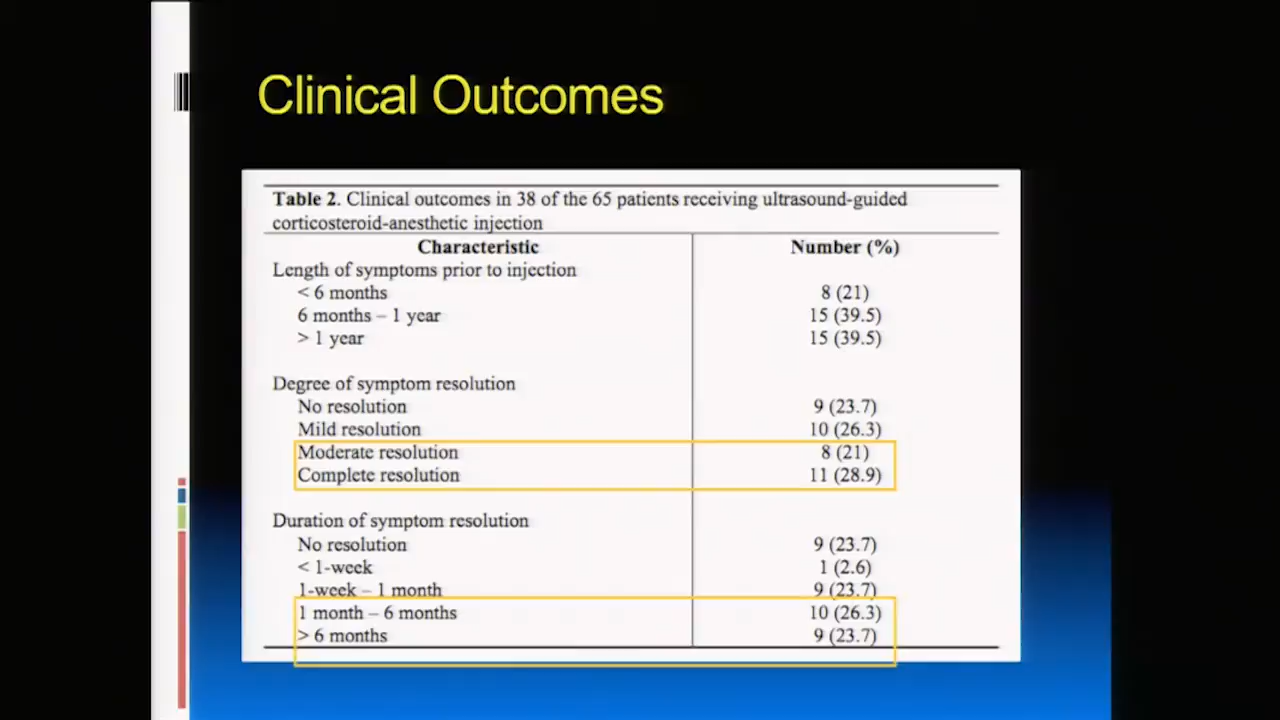 Clinical Outcomes
Table 2. Clinical outcomes in 38 of the 65 patients receiving ultrasound-guided
corticosteroid-anesthetic injection
Characteristic Number (%)
Length of symptoms prior to injection
< 6 months 8 (21)
6 months – 1 year 15 (39.5)
> 1 year 15 (39.5)
Degree of symptom resolution
No resolution 9 (23.7)
Mild resolution 10 (26.3)
Moderate resolution 8 (21)
Complete resolution 11 (28.9)
Duration of symptom resolution
No resolution 9 (23.7)
< 1-week 1 (2.6)
1-week – 1 month 9 (23.7)
1 month – 6 months 10 (26.3)
> 6 months 9 (23.7)